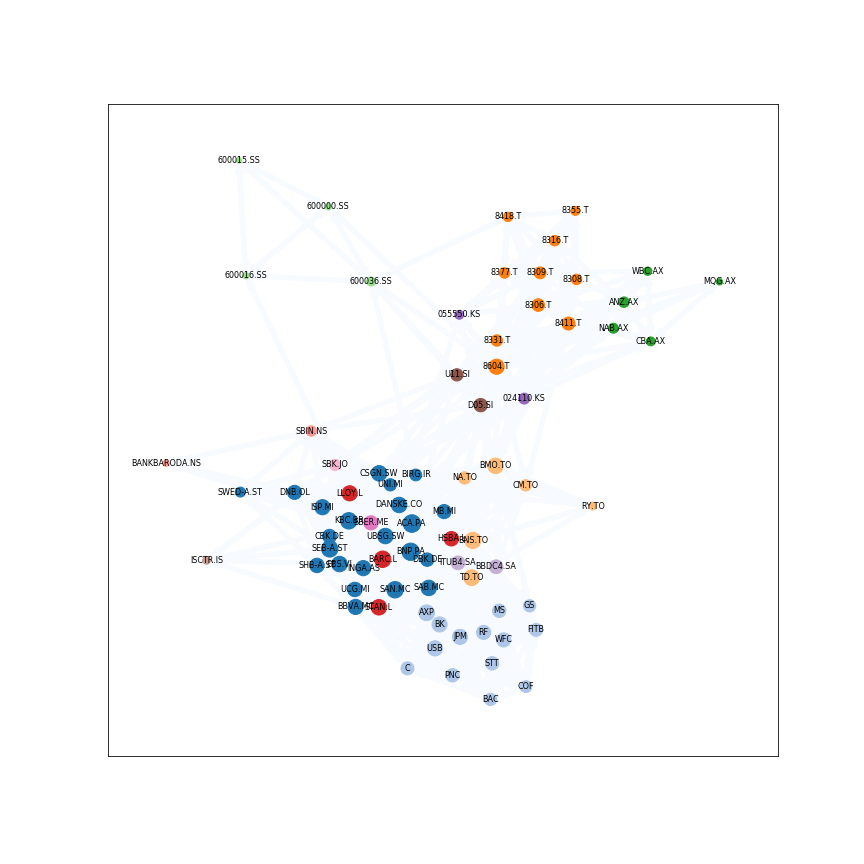 600015.SS
600000.SS
8355.T
8418.T
8316.T
WBC.AX
8377.T
8309.T
600016.SS
8308.T
600036.SS
MQG.AX
ANZ.AX
8306.T
055550.KS
8411.T
NAB.AX
8331.T
CBA.AX
8604.T
U11.SI
024110.KS
D05.SI
SBIN.NS
BANKBARODA.NS
SBK.JO
BMO.TO
CSGN.SW
BIRG.IR
NA.TO
UNI.MI
CM.TO
SWED-A.ST
DNB.OL
LLOY.L
DANSKE.CO
RY.TO
ISP.MI
MB.MI
KBC.BR
SBER.ME
ACA.PA
CBK.DE
UBSG.SW
HSBA.L
BNS.TO
SEB-A.ST
BNP.PA
ISCTR.IS
BARC.L
DBK.DE
ITUB4.SA
SHB-A.ST
EBS.VI
INGA.AS
BBDC4.SA
TD.TO
UCG.MI
SAN.MC
SAB.MC
BBVA.MC
STAN.L
GS
AXP
MS
BK
FITB
RF
JPM
WFC
USB
STT
C
PNC
COF
BAC